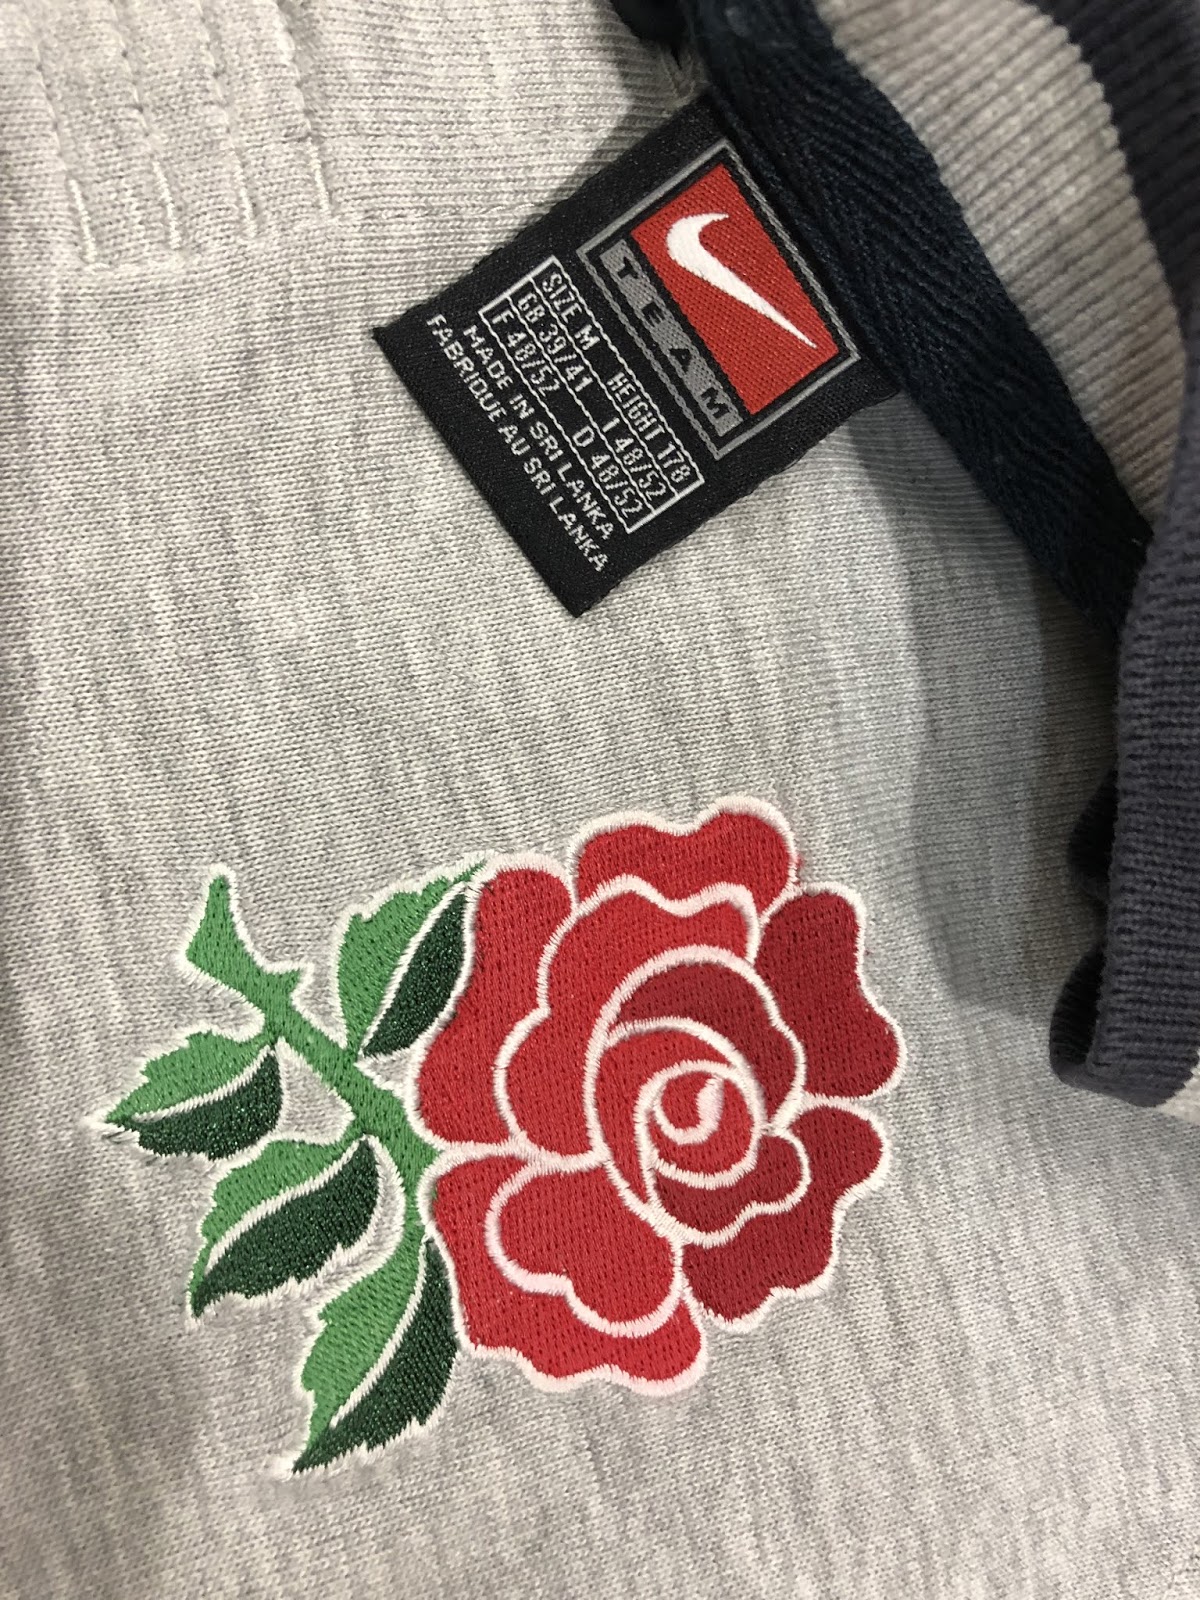 TEAM
SIZE M HEIGHT 178
GB 39/41 I 48/52
F 48/52 D 48/52
MADE IN SRI LANKA
FABRIQUE AU SRI LANKA